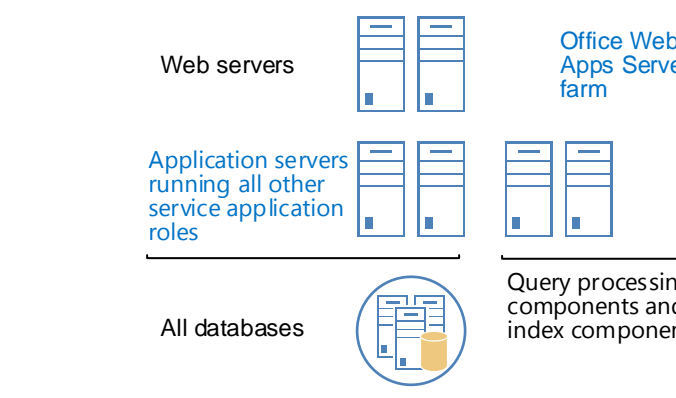 Web servers
Office Web
Apps Serve
farm
Application servers
running all other
service application
roles
Query processin
components and
index componen
All databases